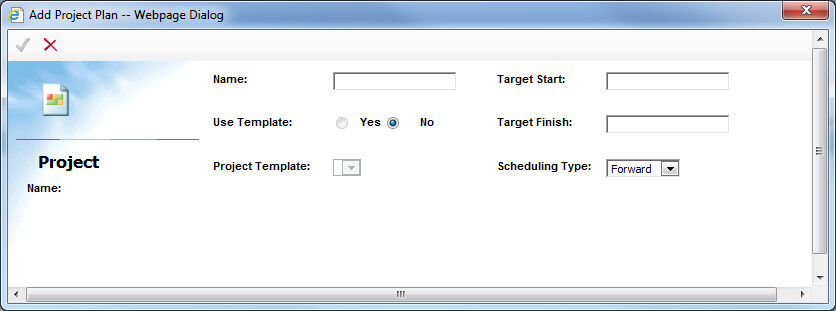 Add Project Plan -- Webpage Dialog
Name: Target Start:
Use Template: Yes No Target Finish:
Project Template: Scheduling Type: Forward
Project
Name: